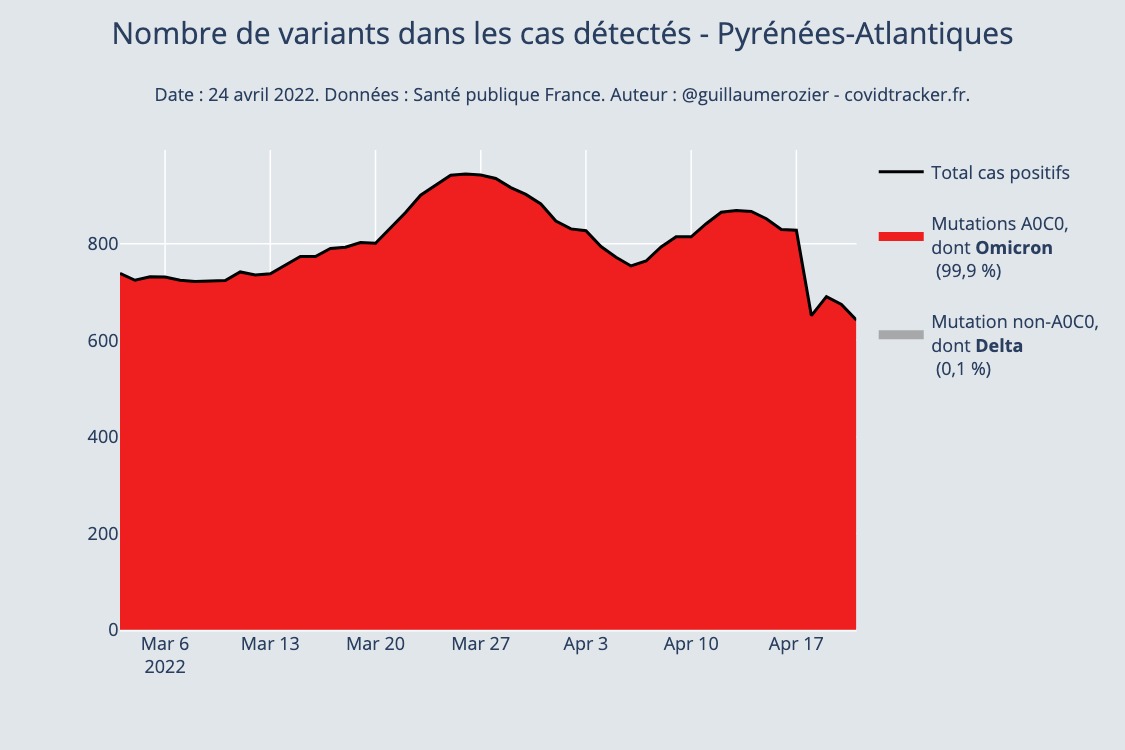 Nombre de variants dans les cas détectés - Pyrénées-Atlantiques
Date : 24 avril 2022. Données : Santé publique France. Auteur : @guillaumerozier - covidtracker.fr.
Total cas positifs
Mutations A0C0,
dont Omicron
(99,9 %)
Mutation non-A0C0,
dont Delta
(0,1 %)
800
600
400
200
0
Mar 6 Mar 13 Mar 20 Mar 27 Apr 3 Apr 10 Apr 17
2022